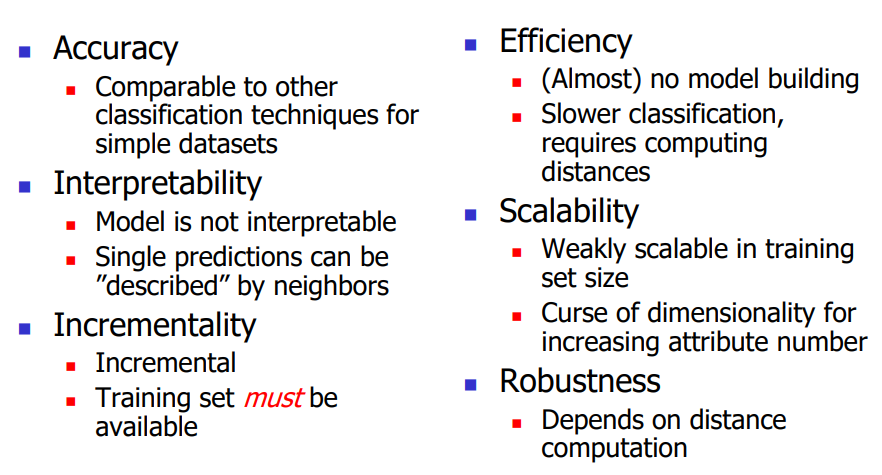 Accuracy
Comparable to other
classification techniques for
simple datasets
Interpretability
Model is not interpretable
Single predictions can be
”described” by neighbors
Incrementality
Incremental
Training set must be
available
Efficiency
(Almost) no model building
Slower classification,
requires computing
distances
Scalability
Weakly scalable in training
set size
Curse of dimensionality for
increasing attribute number
Robustness
Depends on distance
computation